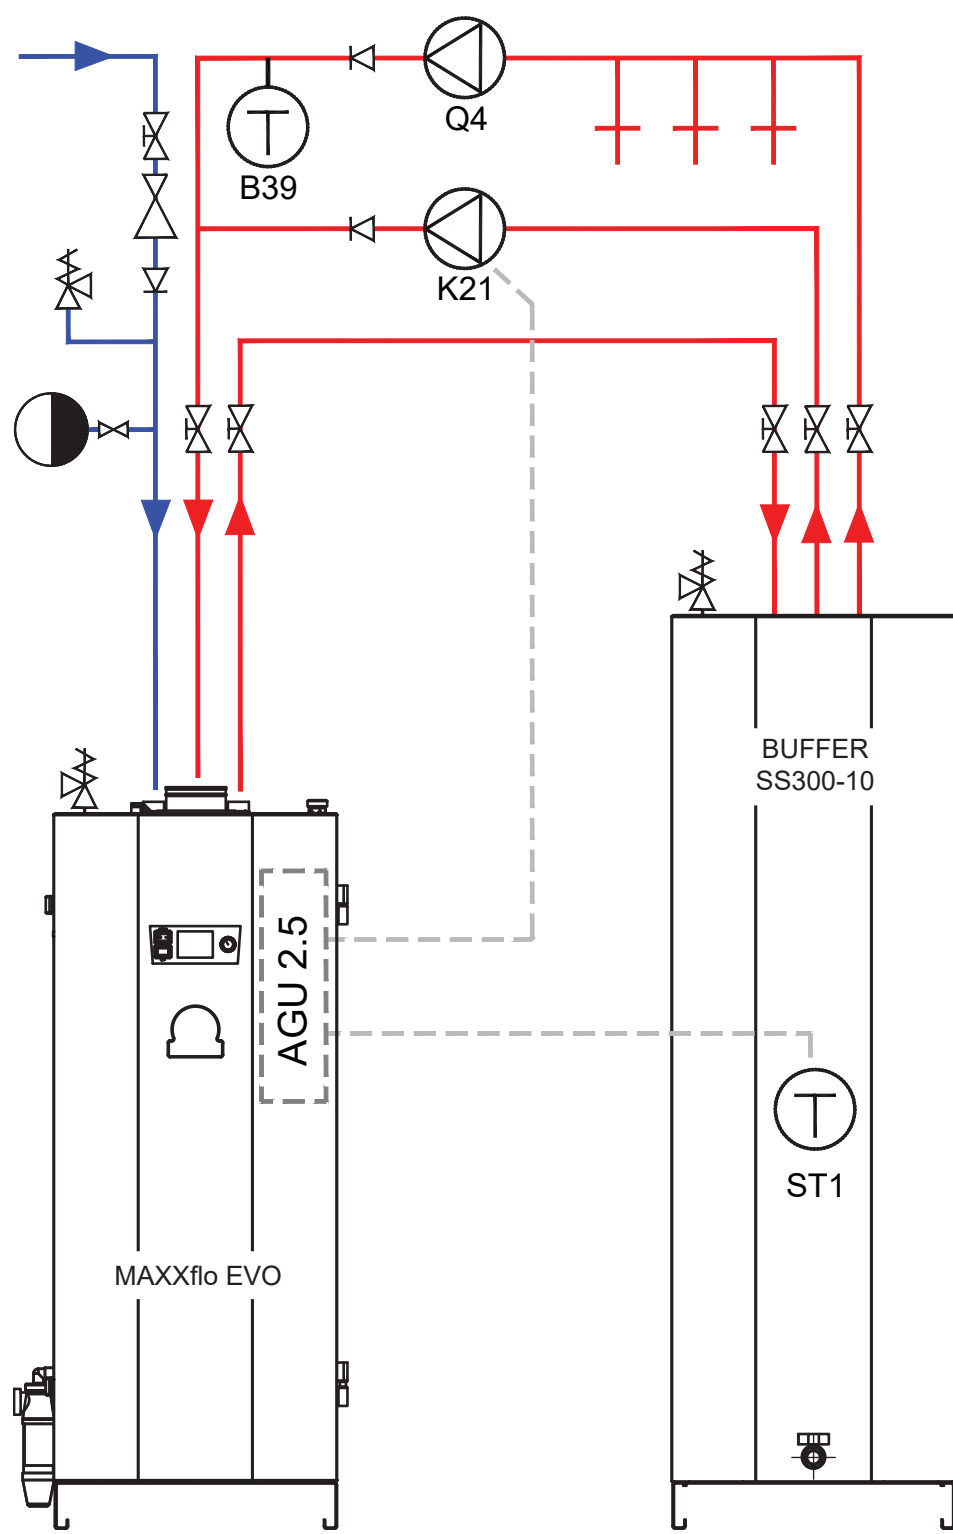 Q4
B39
K21
BUFFER
SS300-10
AGU 2.5
ST1
MAXXflo EVO